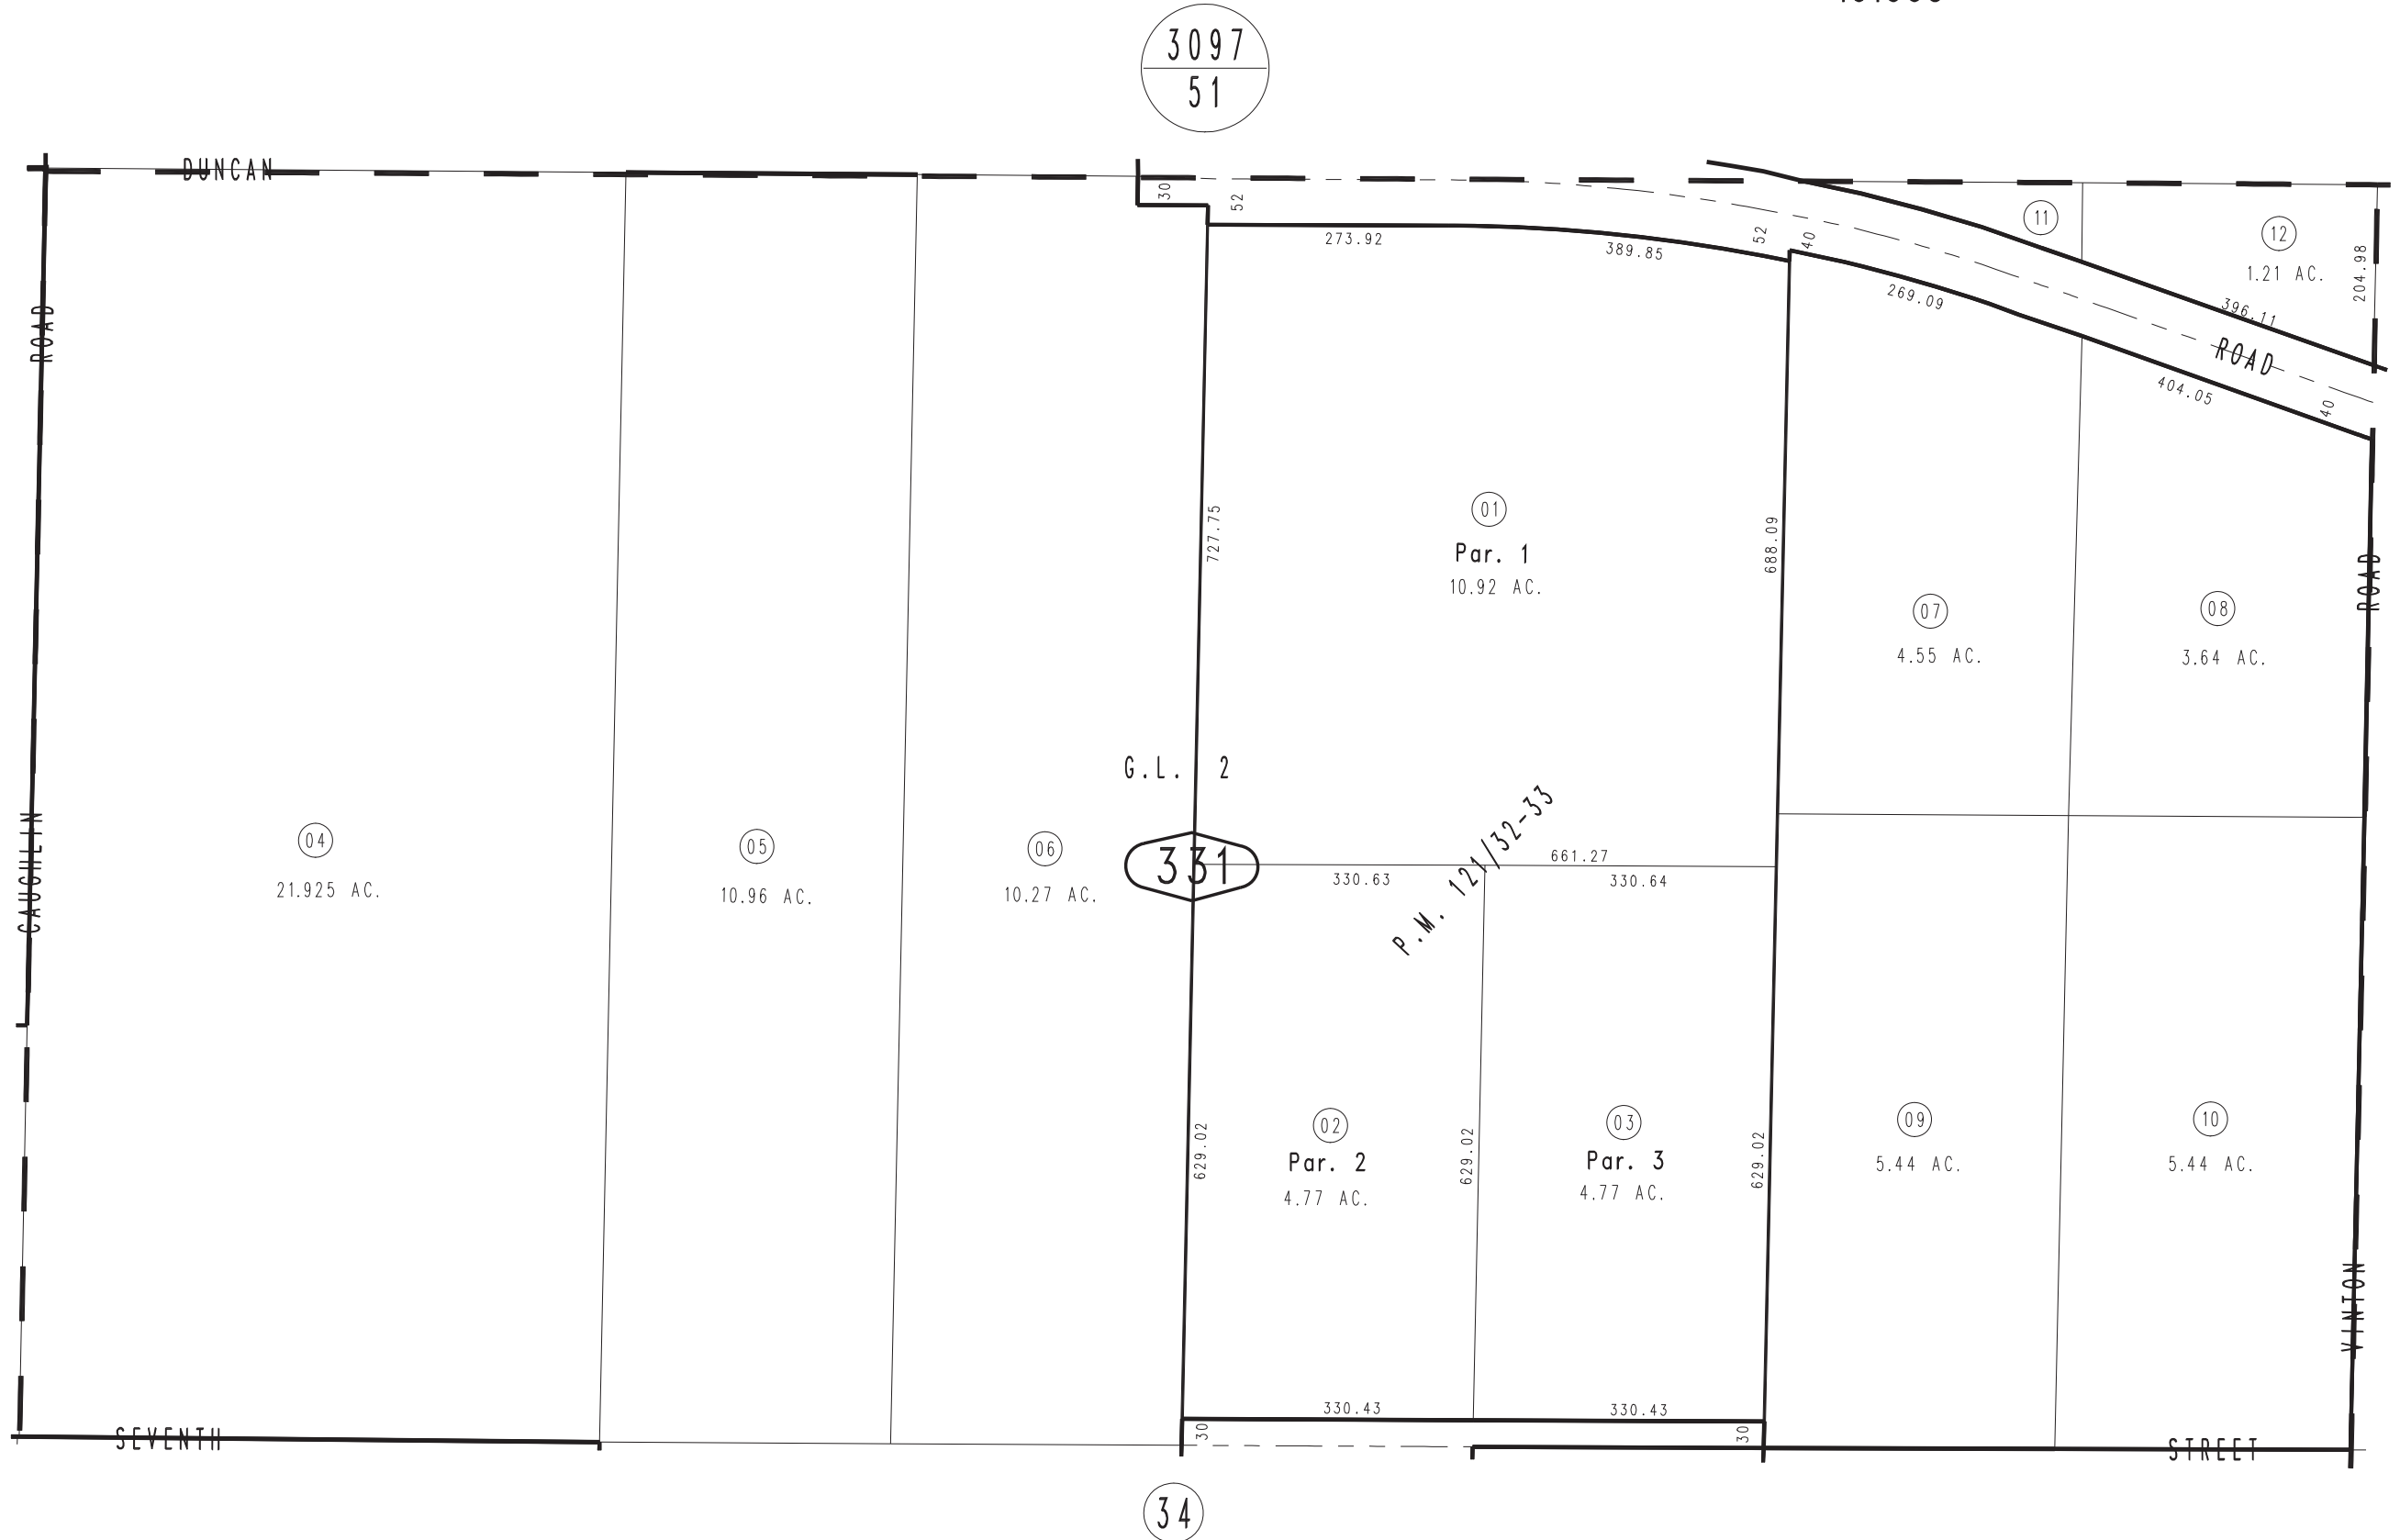 3097
51
DUNCAN
30
52
273.92
389.85
52
40
11
12
1.21 AC.
204.98
396.11
269.09
ROAD
404.05
40
ROAD
727.75
01
Par. 1
10.92 AC.
688.09
07
4.55 AC.
08
3.64 AC.
ROAD
G.L. 2
P.M. 121/32-33
331
04
21.925 AC.
05
10.96 AC.
06
10.27 AC.
661.27
330.63
330.64
CAUGHLIN
629.02
02
Par. 2
4.77 AC.
629.02
03
Par. 3
4.77 AC.
629.02
09
5.44 AC.
10
5.44 AC.
VINTON
330.43
330.43
30
30
SEVENTH
STREET
34